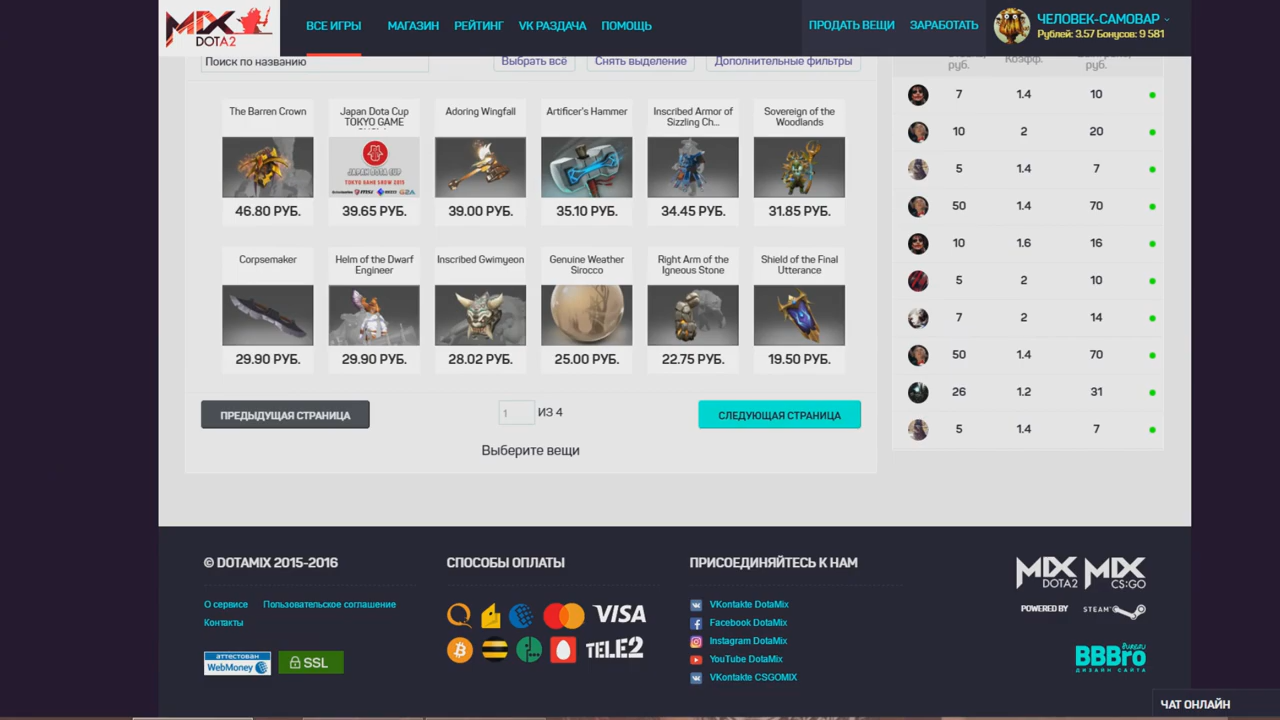 MIX
DOTA2
ВСЕ ИГРЫ
МАГАЗИН
РЕЙТИНГ
VK РАЗДАЧА
ПОМОЩЬ
ПРОДАТЬ ВЕЩИ
ЗАРАБОТАТЬ
ЧЕЛОВЕК-САМОВАР
Рублей: 3.57 Бонусов: 9 581
Поиск по названию
Выбрать всё
Снять выделение
Дополнительные фильтры
The Barren Crown
46.80 РУБ.
Japan Dota Cup
TOKYO GAME
JAPAN DOTA CUP
TOKYO GAME SHOW 2015
39.65 РУБ.
Adoring Wingfall
39.00 РУБ.
Artificer's Hammer
35.10 РУБ.
Inscribed Armor of
Sizzling Ch...
34.45 РУБ.
Sovereign of the
Woodlands
31.85 РУБ.
Corpsemaker
29.90 РУБ.
Helm of the Dwarf
Engineer
29.90 РУБ.
Inscribed Gwimyeon
28.02 РУБ.
Genuine Weather
Sirocco
25.00 РУБ.
Right Arm of the
Igneous Stone
22.75 РУБ.
Shield of the Final
Utterance
19.50 РУБ.
ПРЕДЫДУЩАЯ СТРАНИЦА
1 ИЗ 4
СЛЕДУЮЩАЯ СТРАНИЦА
Выберите вещи
руб. Коэфф. руб.
7 1.4 10
10 2 20
5 1.4 7
50 1.4 70
10 1.6 16
5 2 10
7 2 14
50 1.4 70
26 1.2 31
5 1.4 7
© DOTAMIX 2015-2016
О сервисе
Пользовательское соглашение
Контакты
аттестован
WebMoney
SSL
СПОСОБЫ ОПЛАТЫ
VISA
TELE2
ПРИСОЕДИНЯЙТЕСЬ К НАМ
VKontakte DotaMix
Facebook DotaMix
Instagram DotaMix
YouTube DotaMix
VKontakte CSGOMIX
MIX
DOTA2
MIX
CS:GO
POWERED BY
STEAM
BBBro
ДИЗАЙН САЙТА
ЧАТ ОНЛАЙН